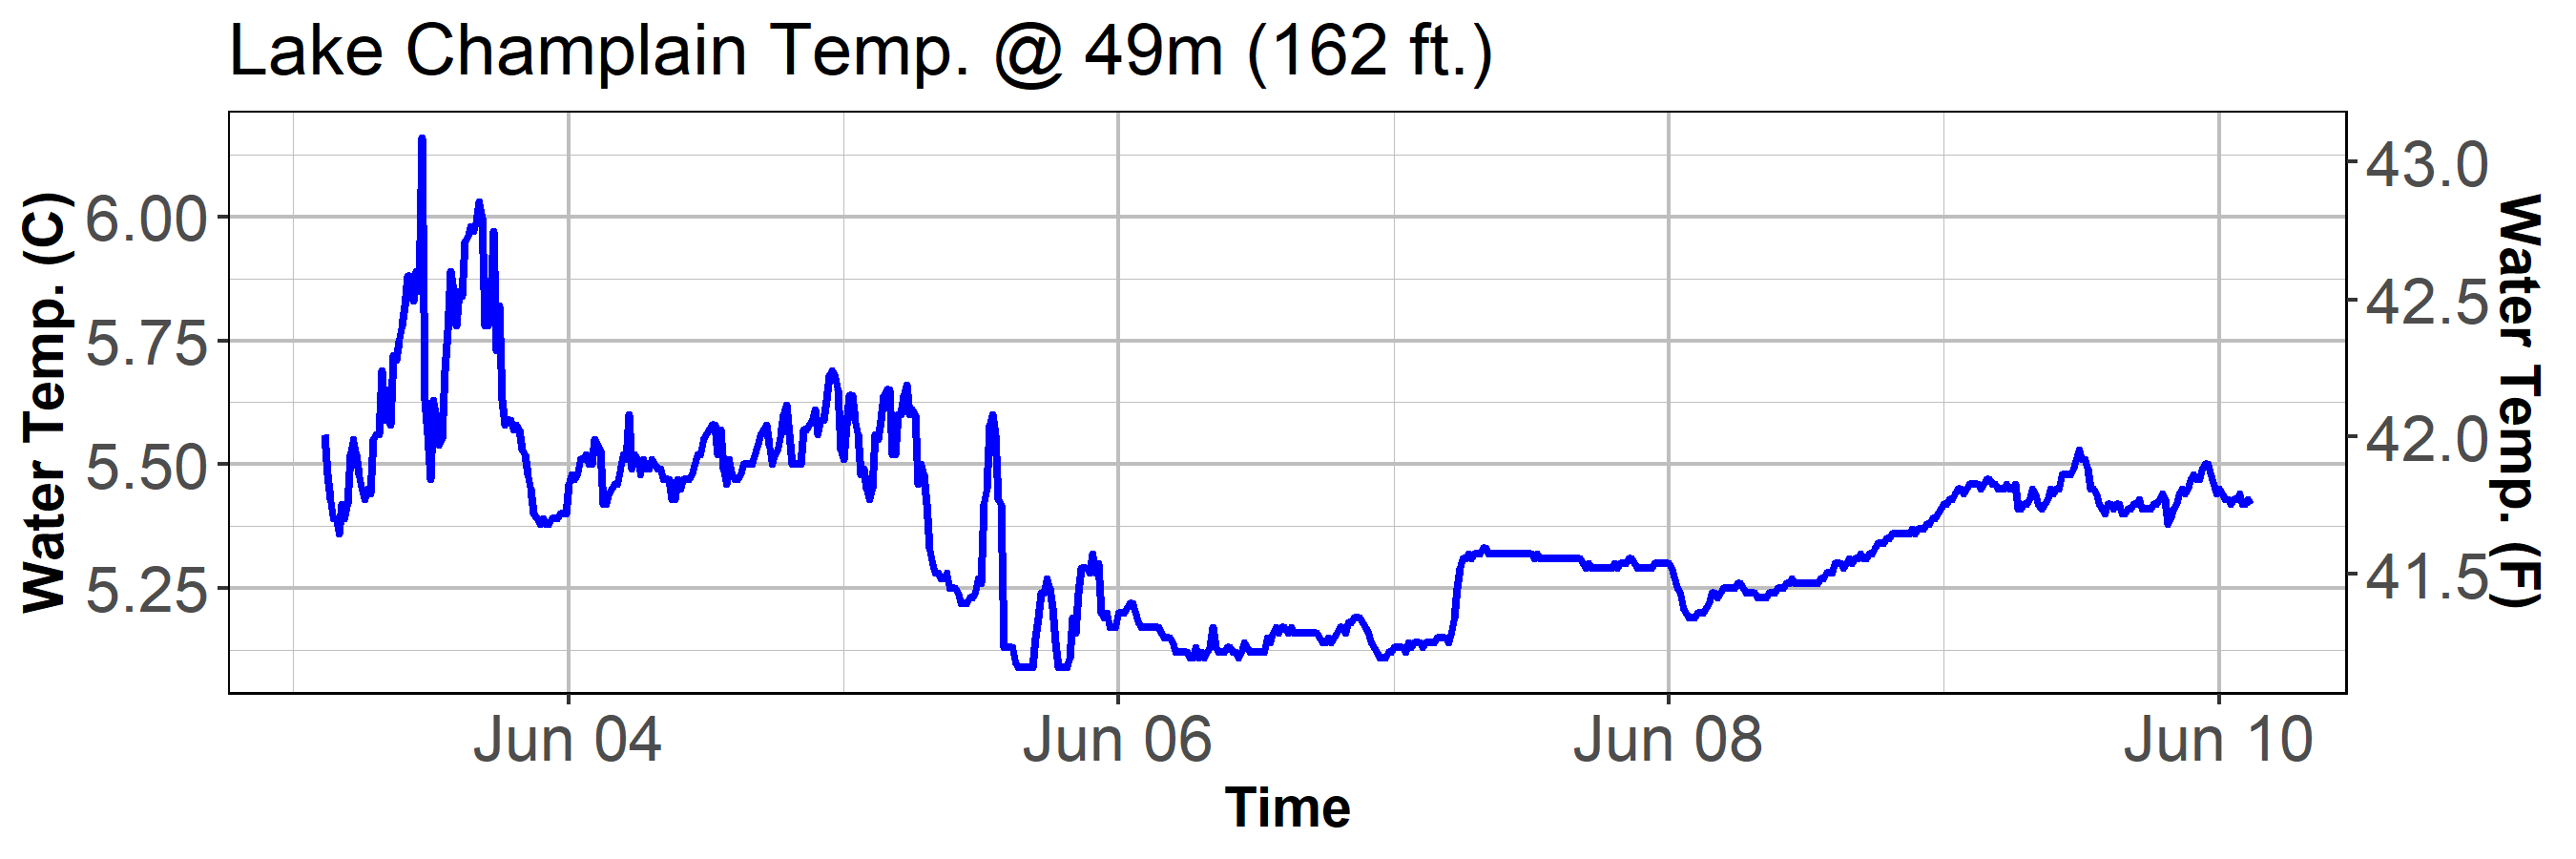 Lake Champlain Temp. @ 49m (162 ft.)
Water Temp. (C)
6.00
5.75
5.50
5.25
43.0
42.5
42.0
41.5
Water Temp. (F)
Jun 04
Jun 06
Jun 08
Jun 10
Time